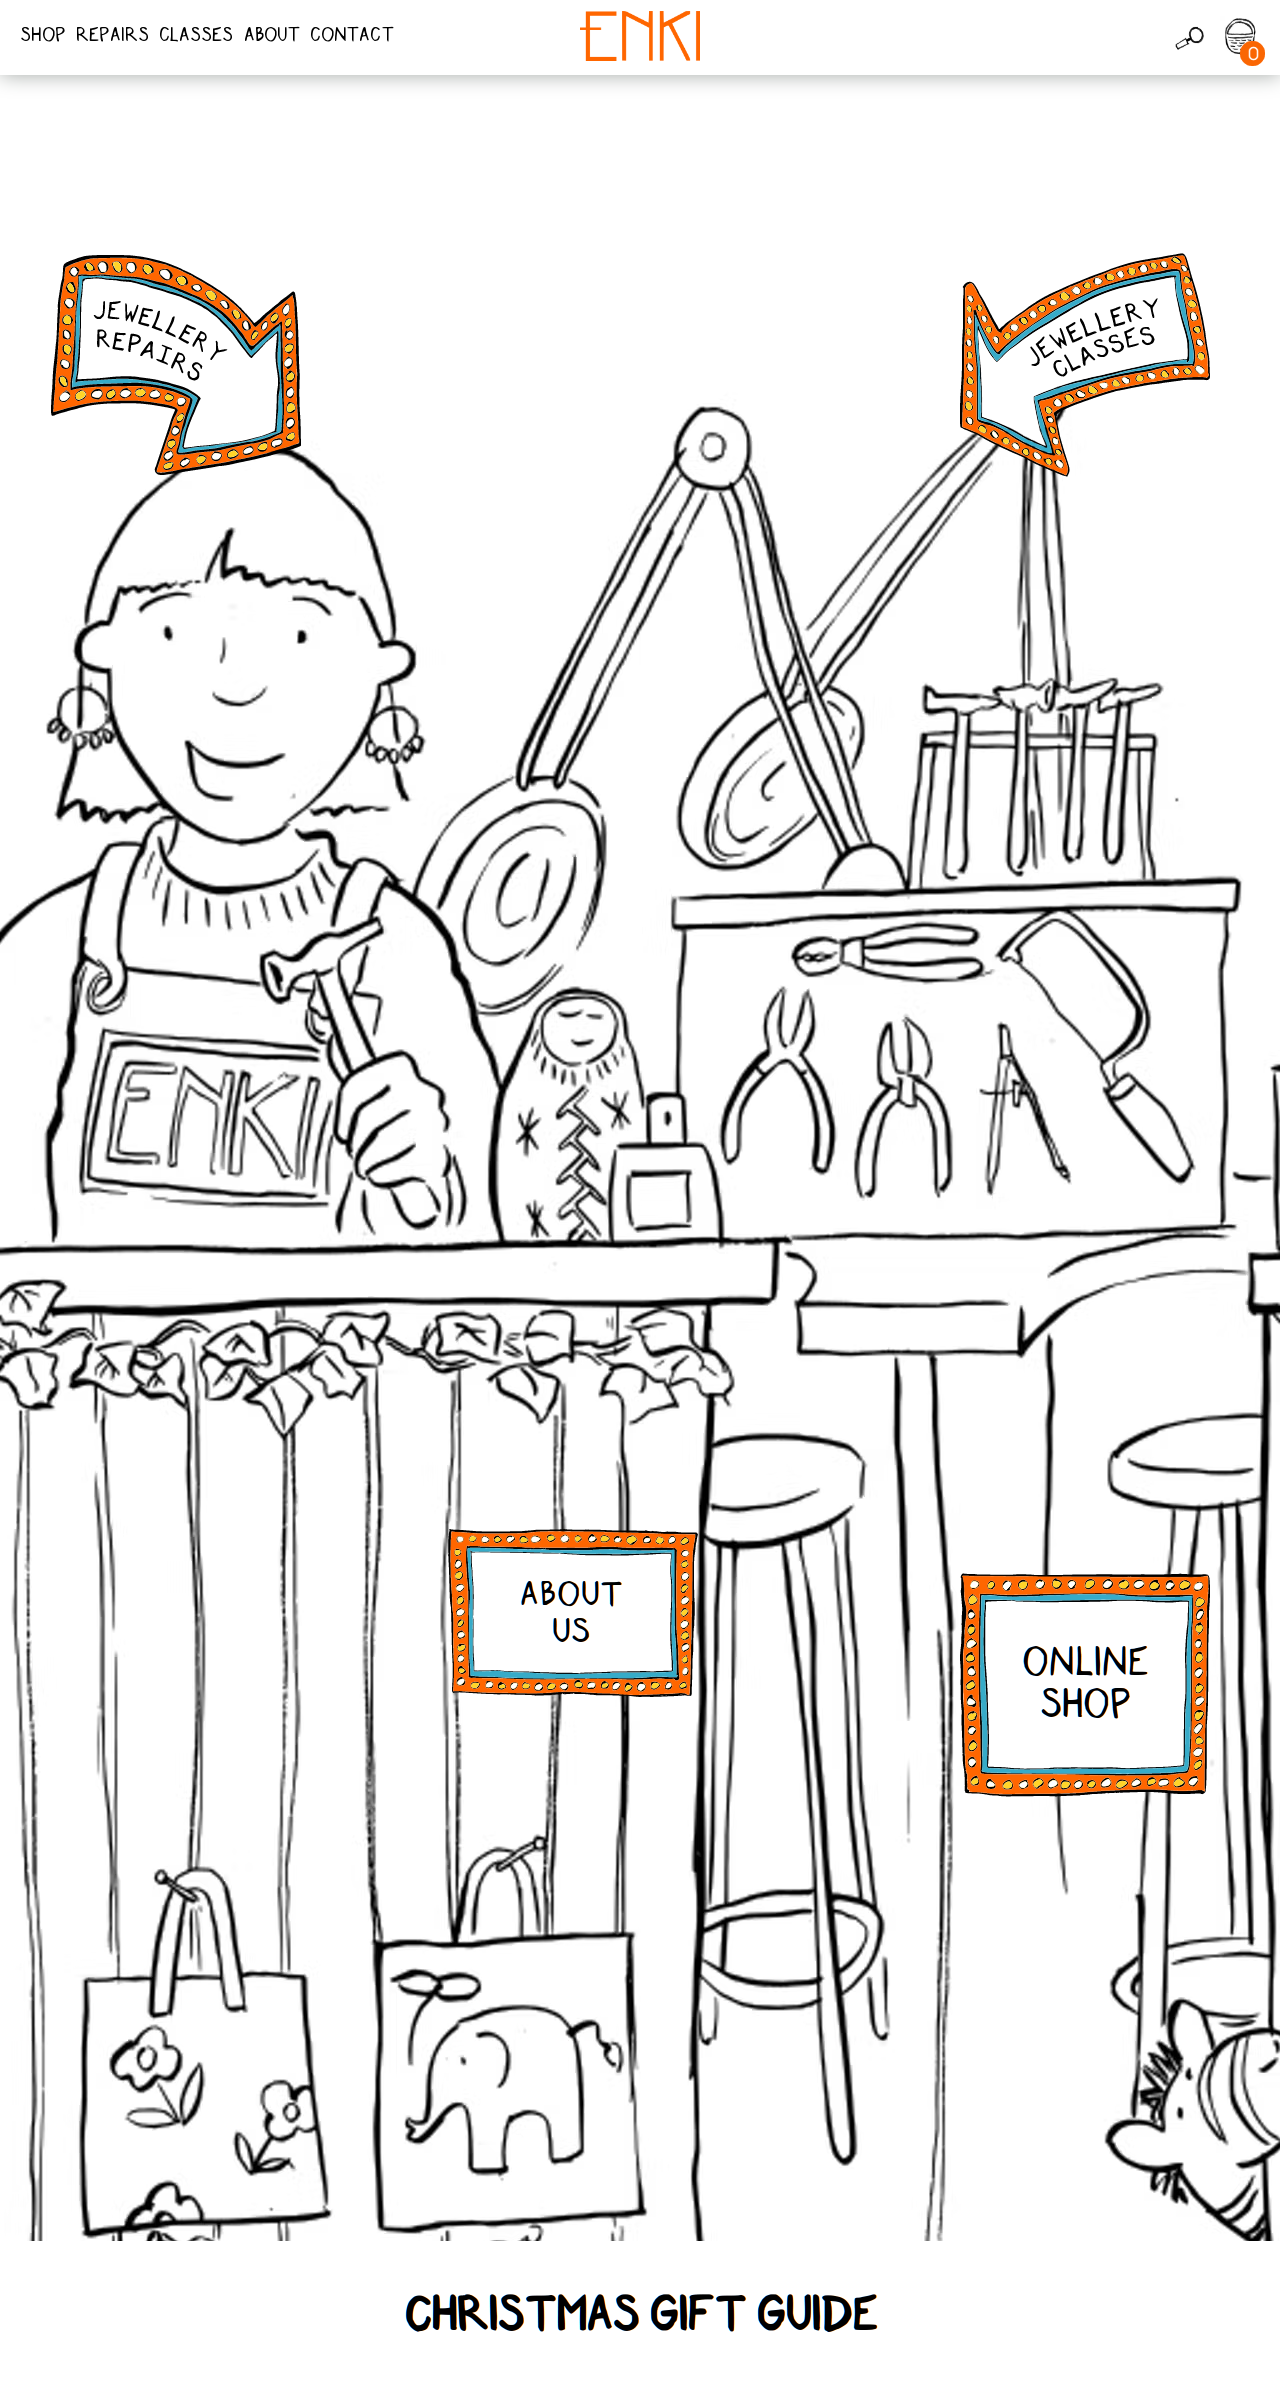 SHOP REPAIRS CLASSES ABOUT CONTACT
ENKI
0
JEWELLERY
REPAIRS
JEWELLERY
CLASSES
ENKI
ABOUT
US
ONLINE
SHOP
CHRISTMAS GIFT GUIDE